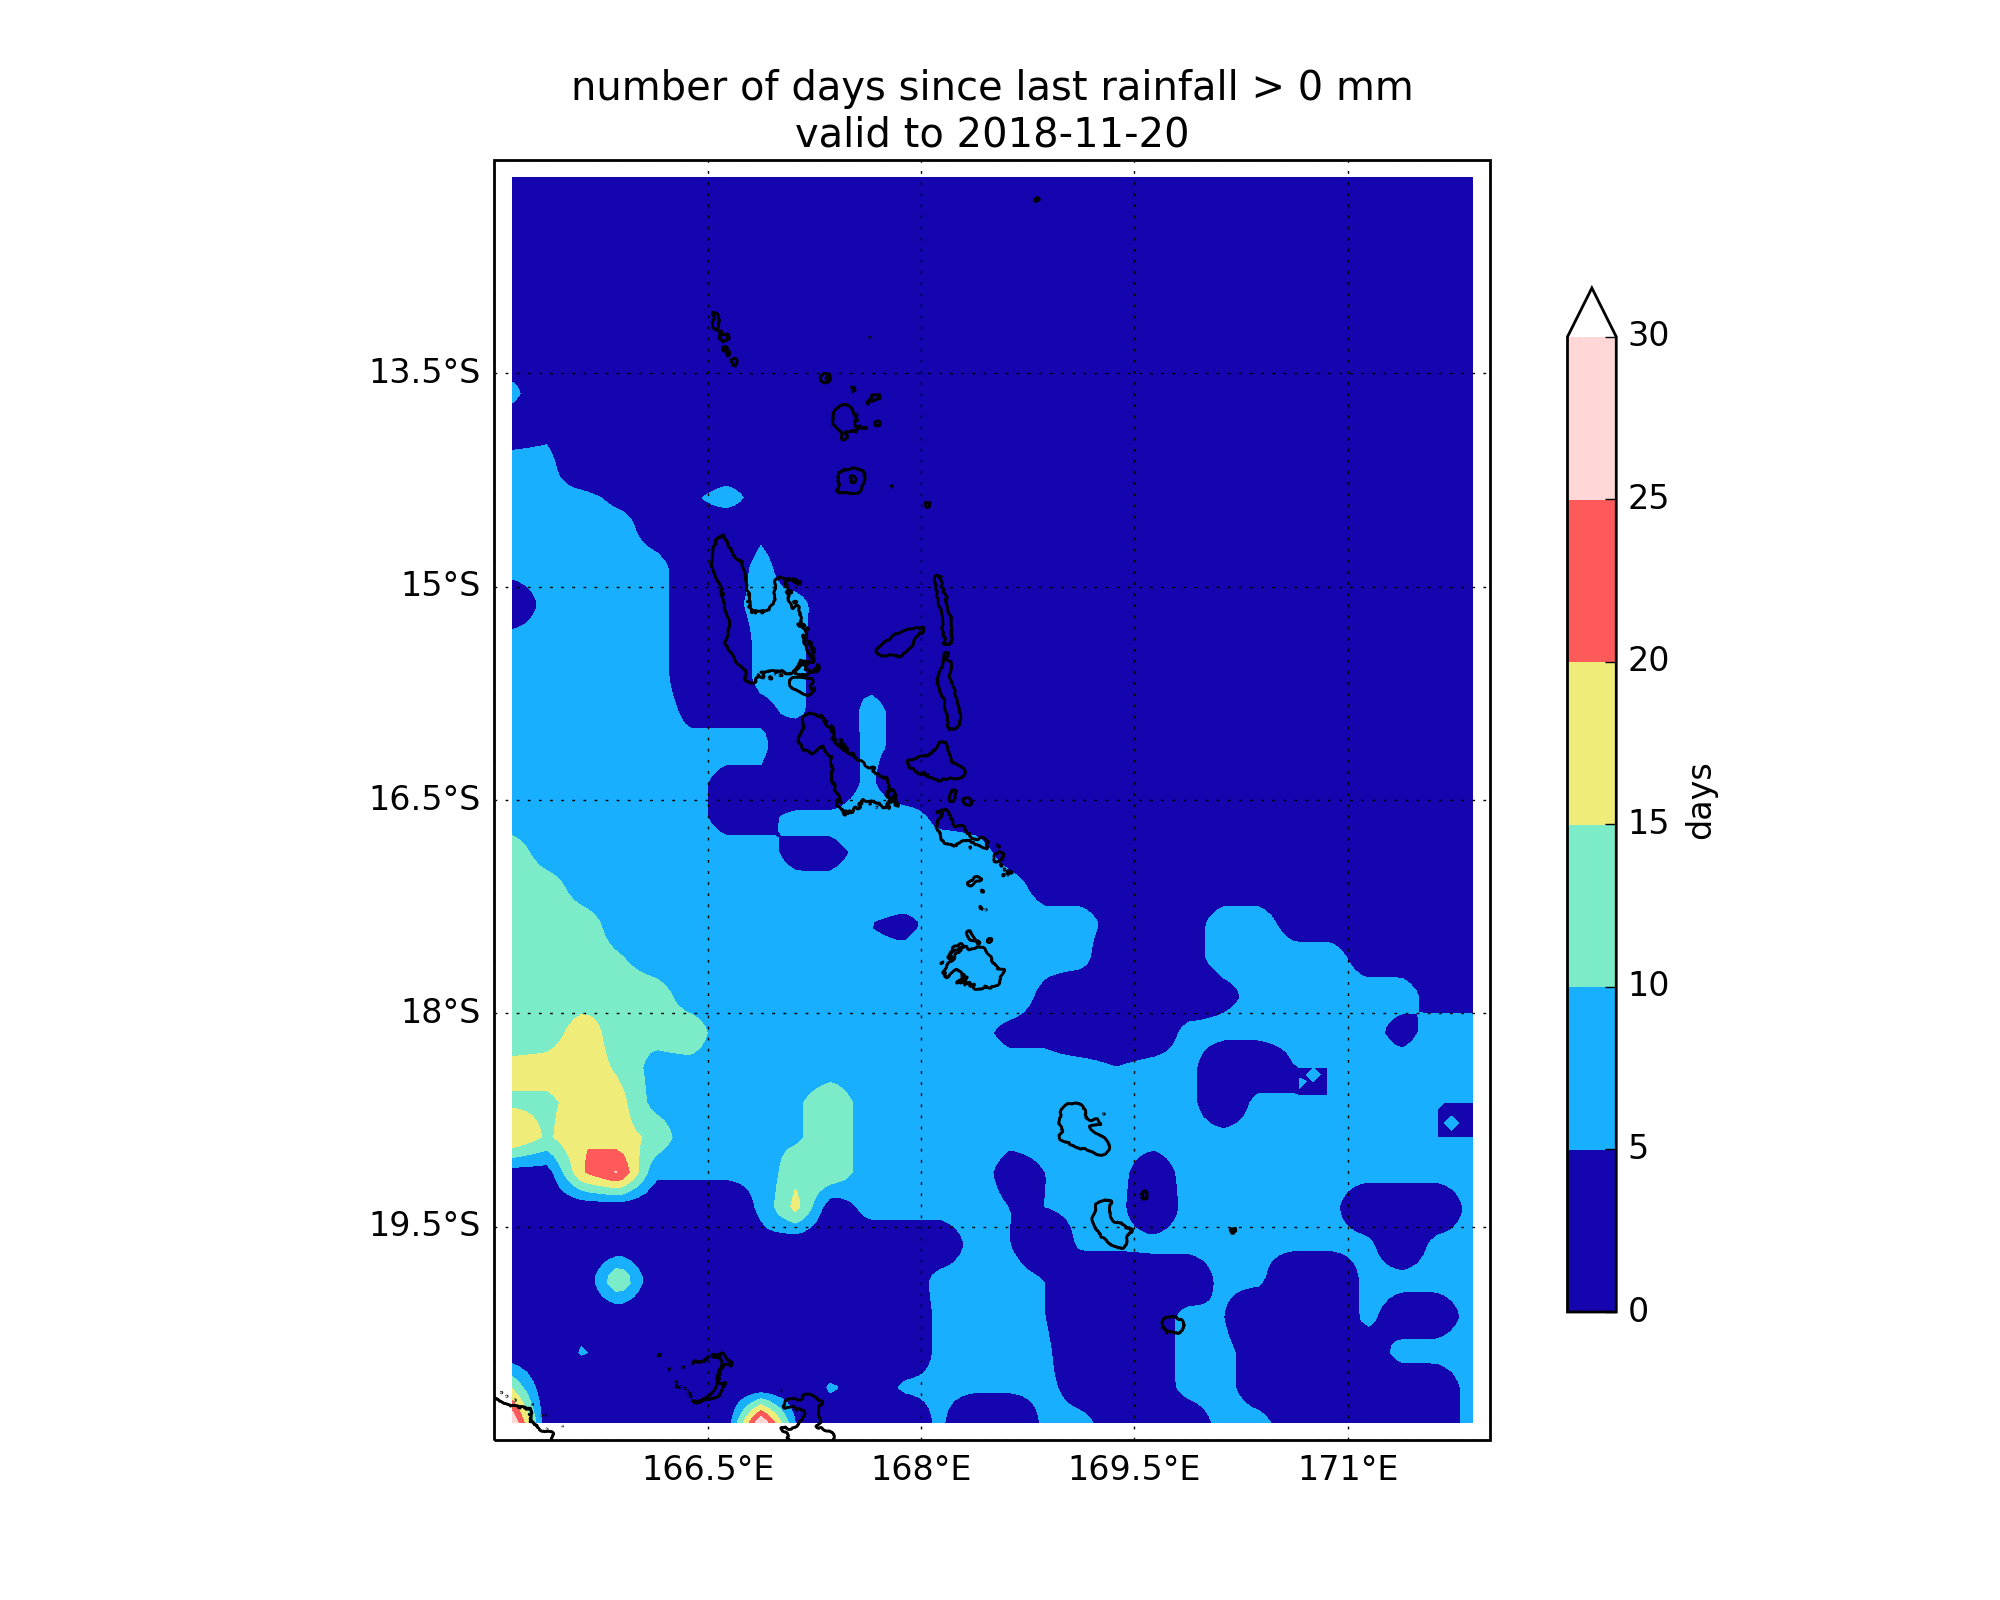 number of days since last rainfall > 0 mm
valid to 2018-11-20
13.5°S
15°S
16.5°S
18°S
19.5°S
166.5°E
168°E
169.5°E
171°E
30
25
20
15
10
5
0
days